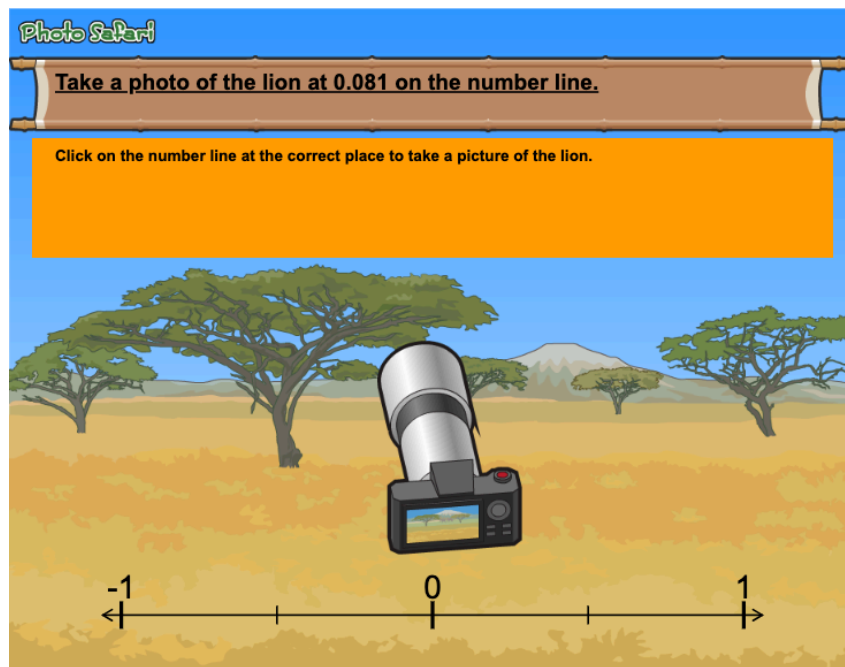 Photo Safari
Take a photo of the lion at 0.081 on the number line.
Click on the number line at the correct place to take a picture of the lion.
-1 0 1